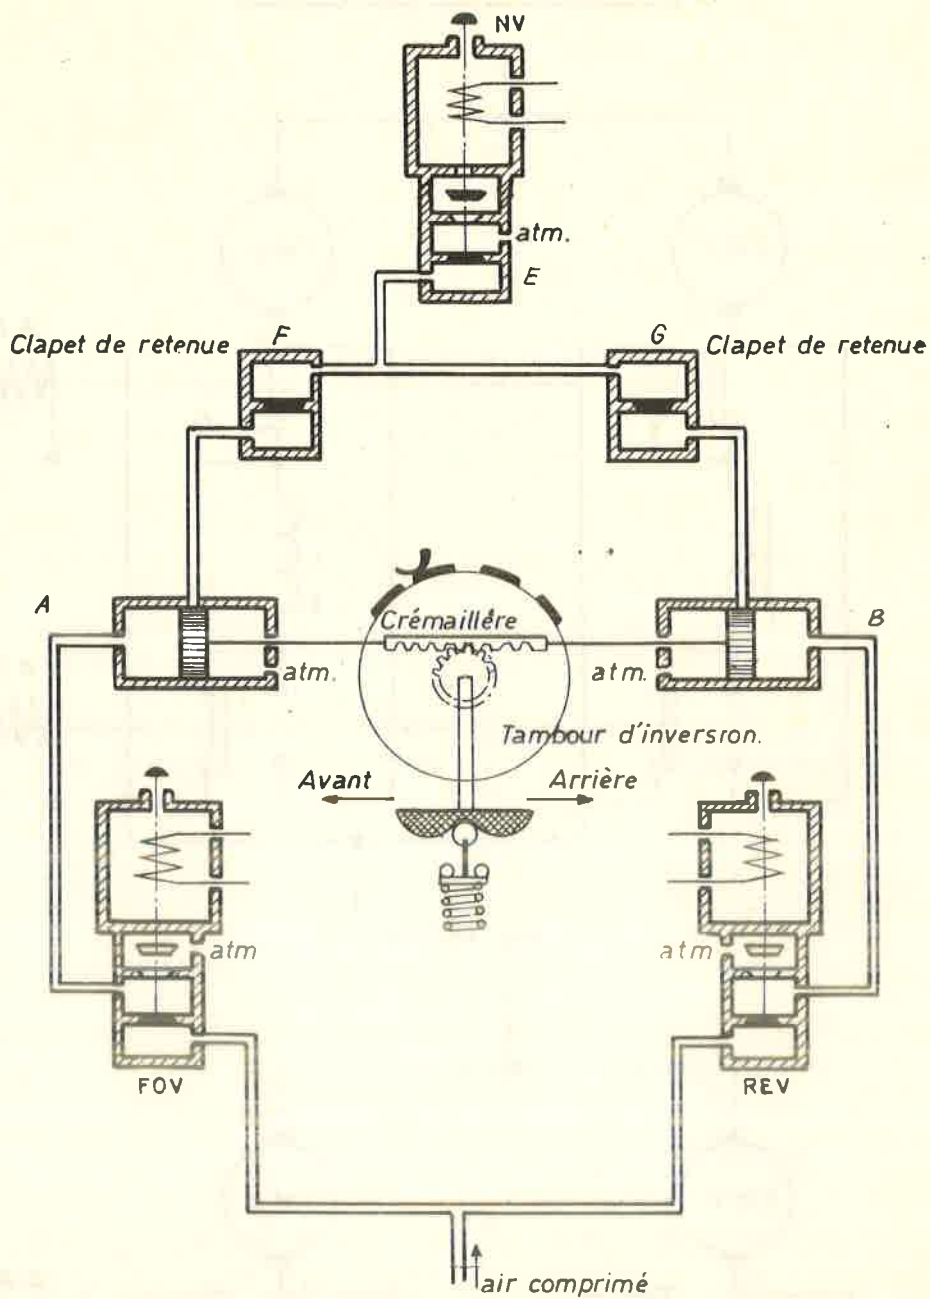 NV
atm.
E
Clapet de retenue
F
G
Clapet de retenue
A
B
Crémaillère
atm.
atm.
Tambour d'inversion.
Avant
Arrière
atm
atm
FOV
REV
air comprimé